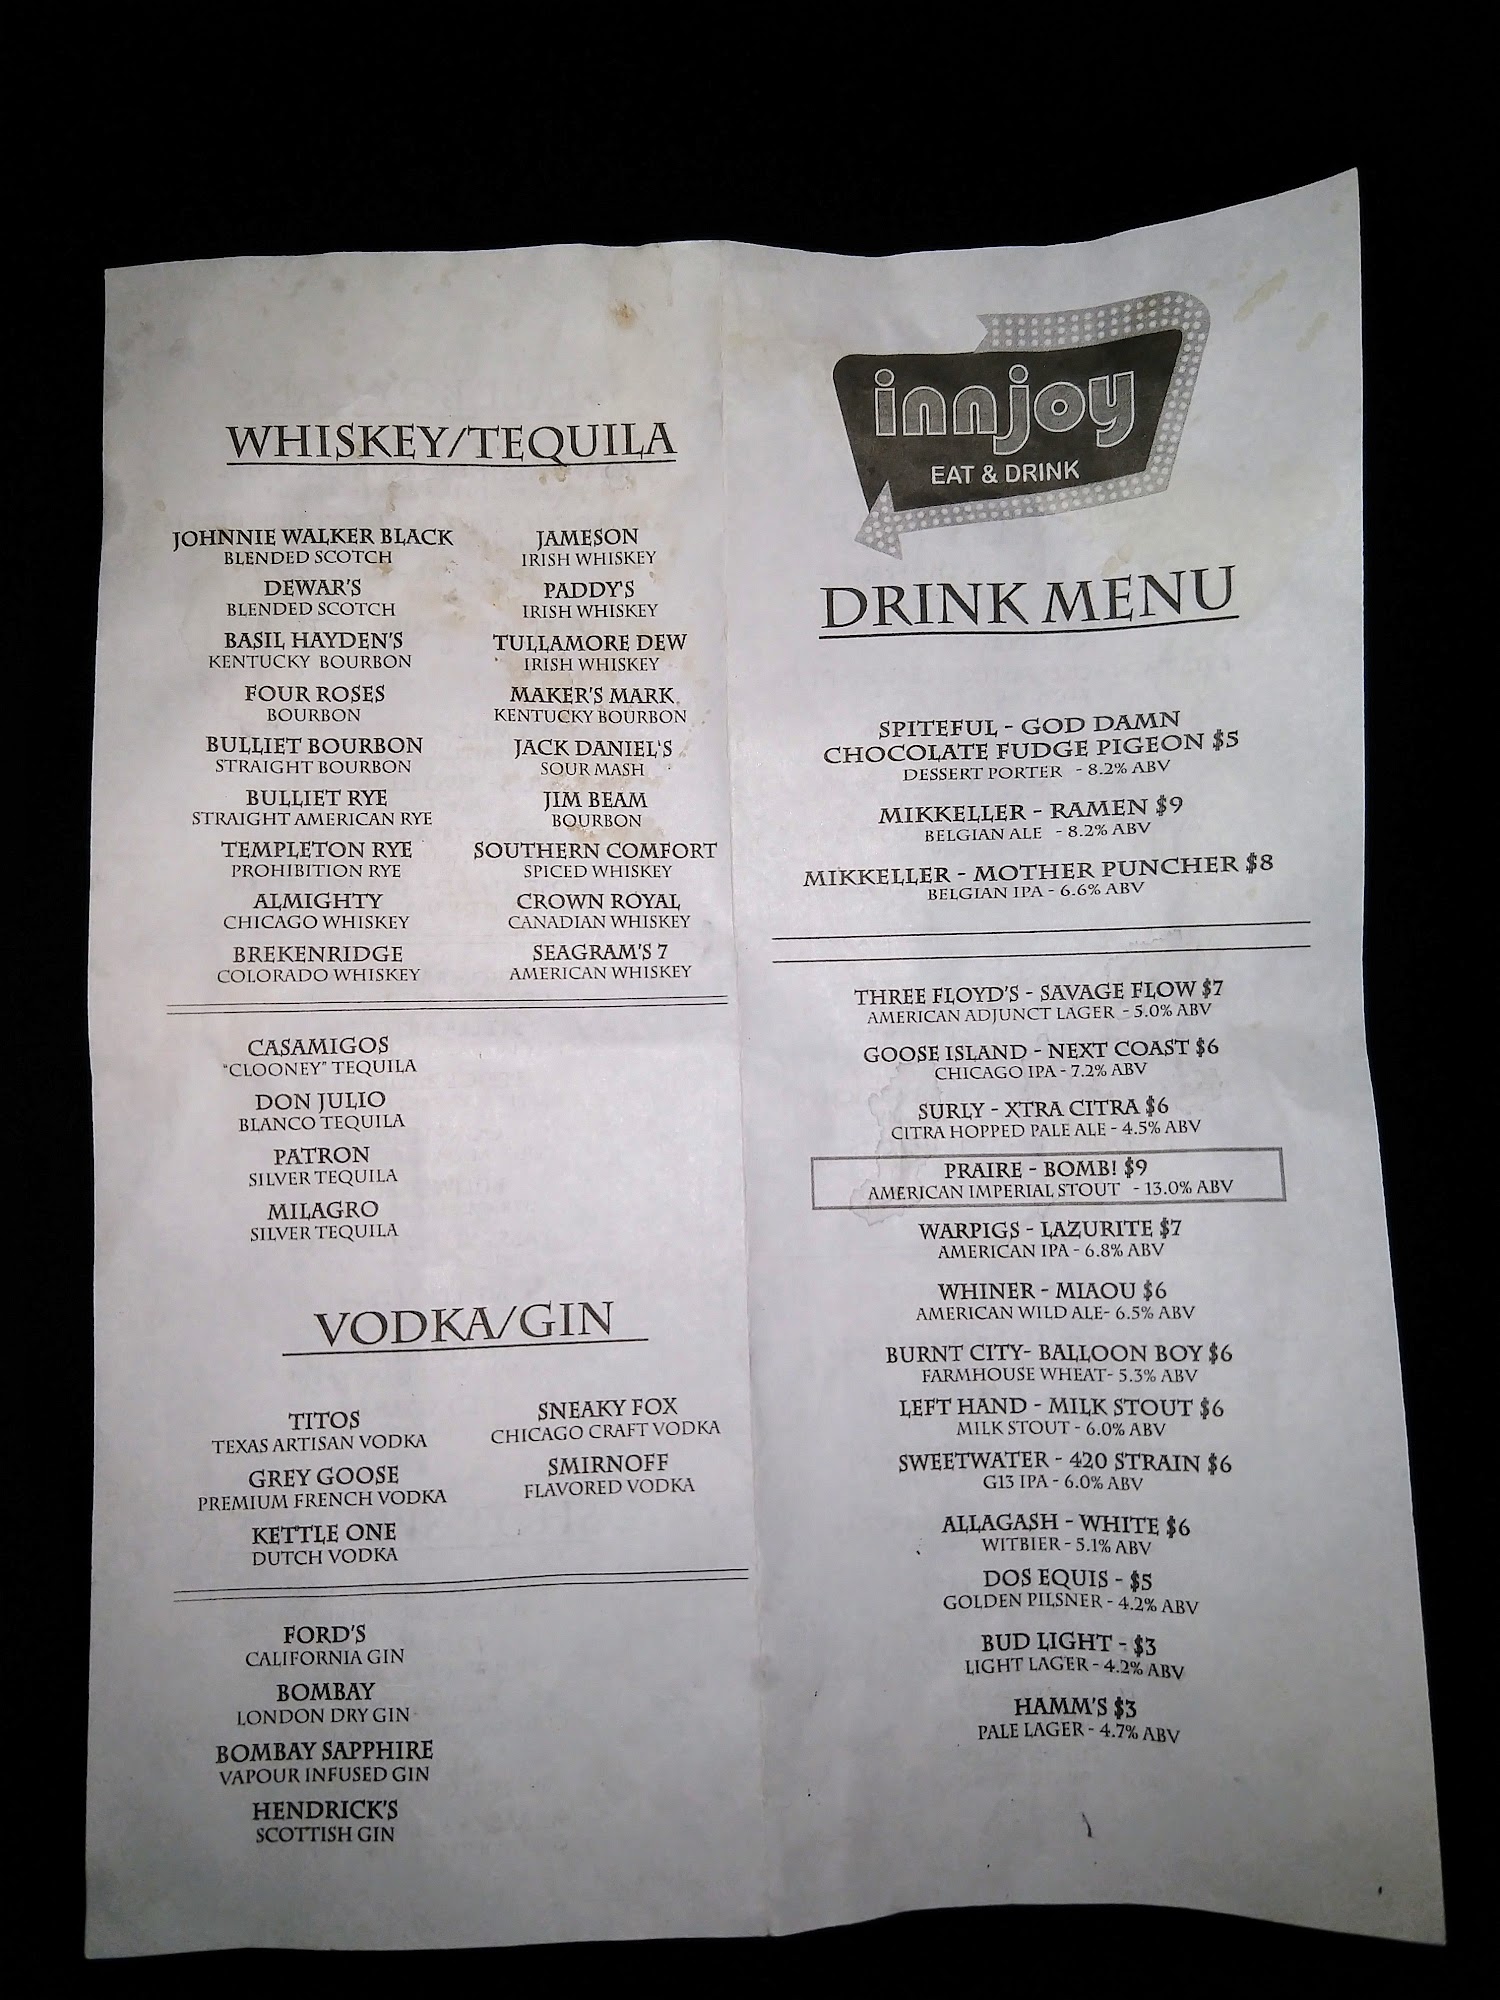 WHISKEY/TEQUILA
JOHNNIE WALKER BLACK
BLENDED SCOTCH
DEWAR'S
BLENDED SCOTCH
BASIL HAYDEN'S
KENTUCKY BOURBON
FOUR ROSES
BOURBON
BULLIET BOURBON
STRAIGHT BOURBON
BULLIET RYE
STRAIGHT AMERICAN RYE
TEMPLETON RYE
PROHIBITION RYE
ALMIGHTY
CHICAGO WHISKEY
BREKENRIDGE
COLORADO WHISKEY
JAMESON
IRISH WHISKEY
PADDY'S
IRISH WHISKEY
TULLAMORE DEW
IRISH WHISKEY
MAKER'S MARK
KENTUCKY BOURBON
JACK DANIEL'S
SOUR MASH
JIM BEAM
BOURBON
SOUTHERN COMFORT
SPICED WHISKEY
CROWN ROYAL
CANADIAN WHISKEY
SEAGRAM'S 7
AMERICAN WHISKEY
CASAMIGOS
"CLOONEY" TEQUILA
DON JULIO
BLANCO TEQUILA
PATRON
SILVER TEQUILA
MILAGRO
SILVER TEQUILA
VODKA/GIN
TITOS
TEXAS ARTISAN VODKA
GREY GOOSE
PREMIUM FRENCH VODKA
KETTLE ONE
DUTCH VODKA
SNEAKY FOX
CHICAGO CRAFT VODKA
SMIRNOFF
FLAVORED VODKA
FORD'S
CALIFORNIA GIN
BOMBAY
LONDON DRY GIN
BOMBAY SAPPHIRE
VAPOUR INFUSED GIN
HENDRICK'S
SCOTTISH GIN
innjoy
EAT & DRINK
DRINK MENU
SPITEFUL - GOD DAMN
CHOCOLATE FUDGE PIGEON $5
DESSERT PORTER - 8.2% ABV
MIKKELLER - RAMEN $9
BELGIAN ALE - 8.2% ABV
MIKKELLER - MOTHER PUNCHER $8
BELGIAN IPA - 6.6% ABV
THREE FLOYD'S - SAVAGE FLOW $7
AMERICAN ADJUNCT LAGER - 5.0% ABV
GOOSE ISLAND - NEXT COAST $6
CHICAGO IPA - 7.2% ABV
SURLY - XTRA CITRA $6
CITRA HOPPED PALE ALE - 4.5% ABV
PRAIRE - BOMB! $9
AMERICAN IMPERIAL STOUT - 13.0% ABV
WARPIGS - LAZURITE $7
AMERICAN IPA - 6.8% ABV
WHINER - MIAOU $6
AMERICAN WILD ALE- 6.5% ABV
BURNT CITY- BALLOON BOY $6
FARMHOUSE WHEAT- 5.3% ABV
LEFT HAND - MILK STOUT $6
MILK STOUT - 6.0% ABV
SWEETWATER - 420 STRAIN $6
G13 IPA - 6.0% ABV
ALLAGASH - WHITE $6
WITBIER - 5.1% ABV
DOS EQUIS - $5
GOLDEN PILSNER - 4.2% ABV
BUD LIGHT - $3
LIGHT LAGER - 4.2% ABV
HAMM'S $3
PALE LAGER - 4.7% ABV